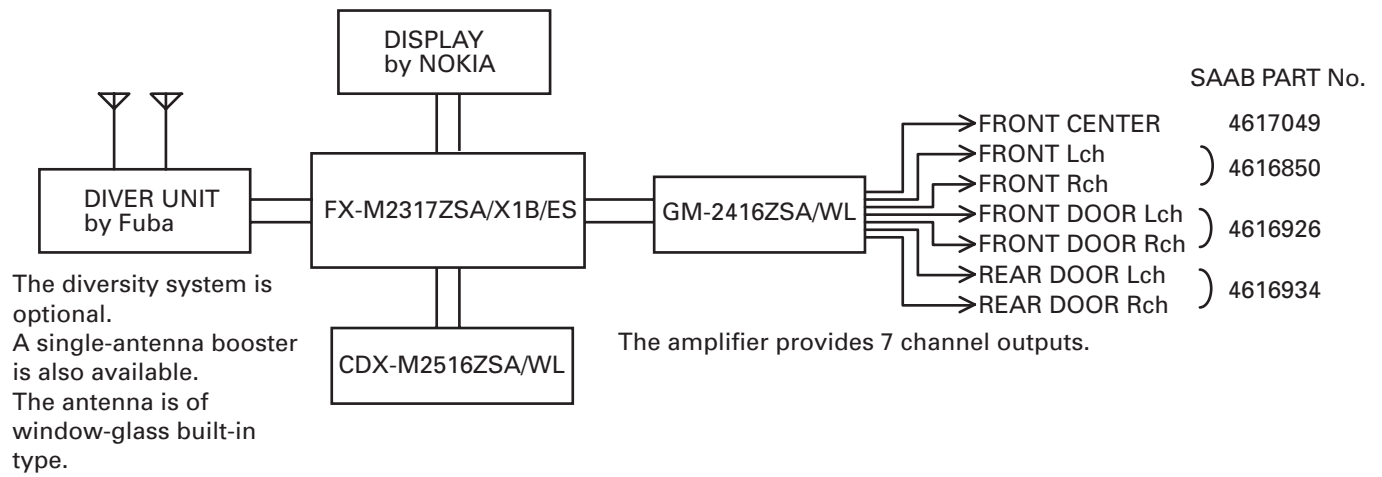 DISPLAY
by NOKIA
SAAB PART No.
DIVER UNIT
by Fuba
FX-M2317ZSA/X1B/ES
GM-2416ZSA/WL
FRONT CENTER 4617049
FRONT Lch
FRONT Rch
4616850
FRONT DOOR Lch
FRONT DOOR Rch
4616926
REAR DOOR Lch
REAR DOOR Rch
4616934
The diversity system is
optional.
A single-antenna booster
is also available.
The antenna is of
window-glass built-in
type.
CDX-M2516ZSA/WL
The amplifier provides 7 channel outputs.